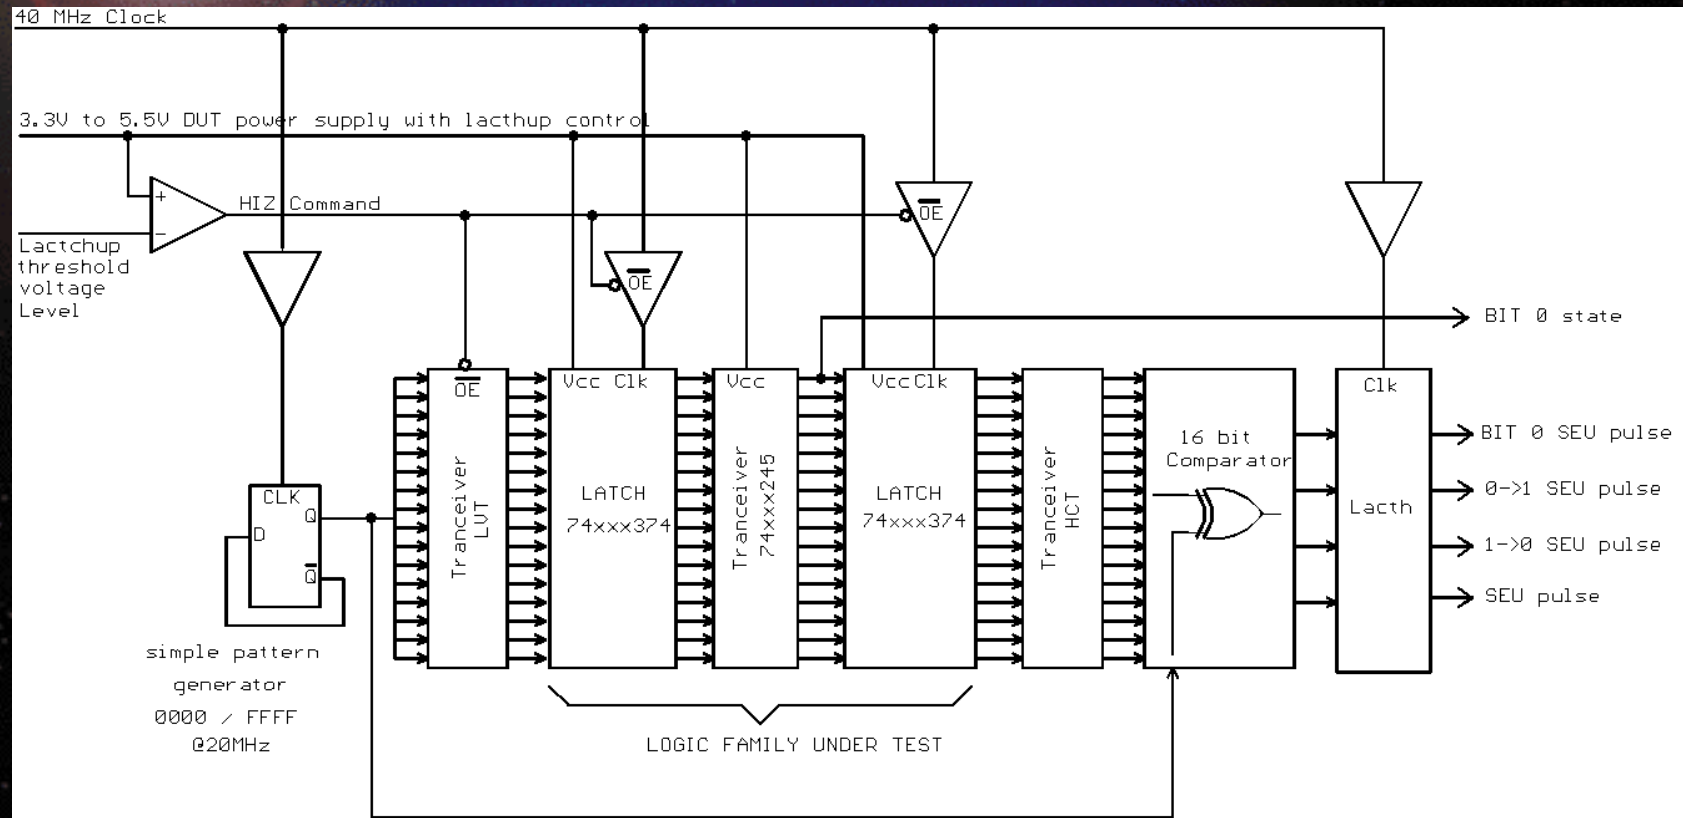 40 MHz Clock
3.3V to 5.5V DUT power supply with lacthup control
+
HIZ Command
OE
-
Lactchup
threshold
voltage
Level
OE
BIT 0 state
OE
Vcc Clk
Vcc
Vcc Clk
Clk
16 bit
Comparator
BIT 0 SEU pulse
Tranceiver
LVT
LATCH
74xxx374
Tranceiver
74xxx245
LATCH
74xxx374
Tranceiver
HCT
CLK
Q
D
Q
Lacth
0->1 SEU pulse
1->0 SEU pulse
SEU pulse
simple pattern
generator
0000 / FFFF
@20MHz
LOGIC FAMILY UNDER TEST